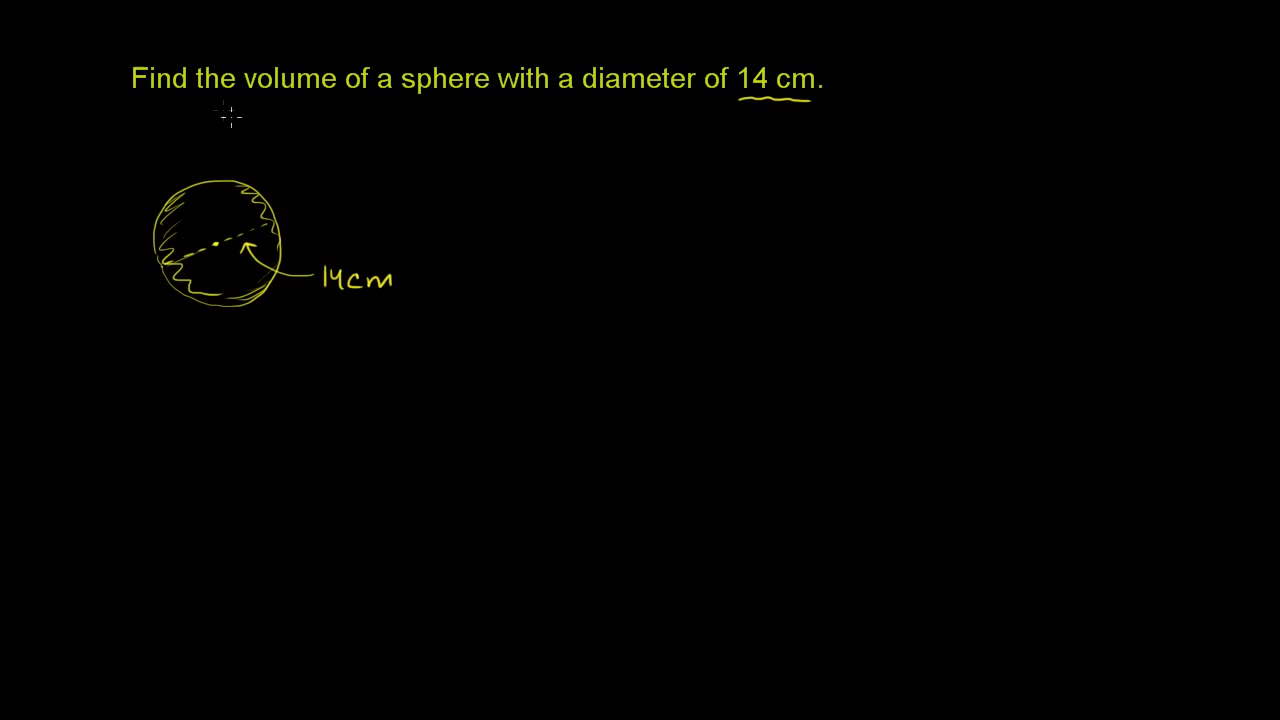 Find the volume of a sphere with a diameter of 14 cm.
14cm